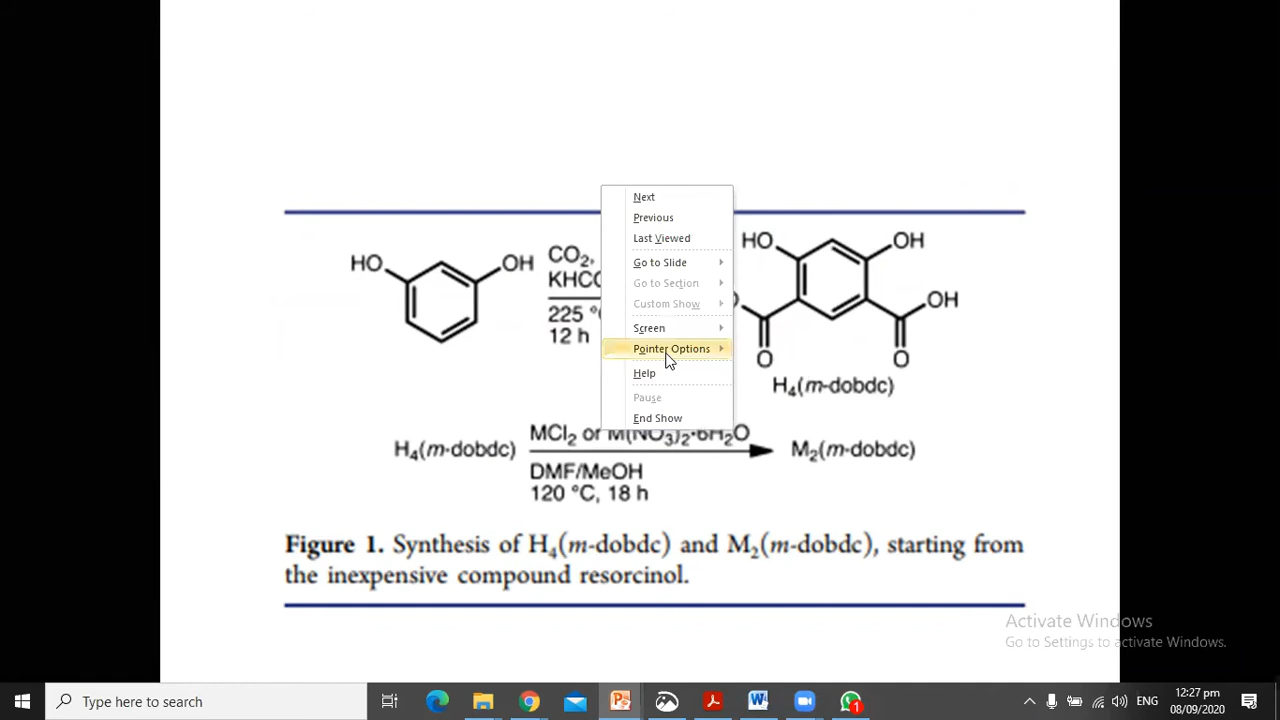 Next
Previous
Last Viewed
Go to Slide
Go to Section
Custom Show
Screen
Pointer Options
Help
Pause
End Show
HO
OH
CO₂,
225
12 h
HO
OH
OH
O
O
H₄(m-dobdc)
H₄(m-dobdc)
MCl₂ or M(NO₃)₂•6H₂O
DMF/MeOH
120 °C, 18 h
M₂(m-dobdc)
Figure 1. Synthesis of H₄(m-dobdc) and M₂(m-dobdc), starting from
the inexpensive compound resorcinol.
Activate Windows
Go to Settings to activate Windows.
Type here to search
1
ENG
12:27 pm
08/09/2020